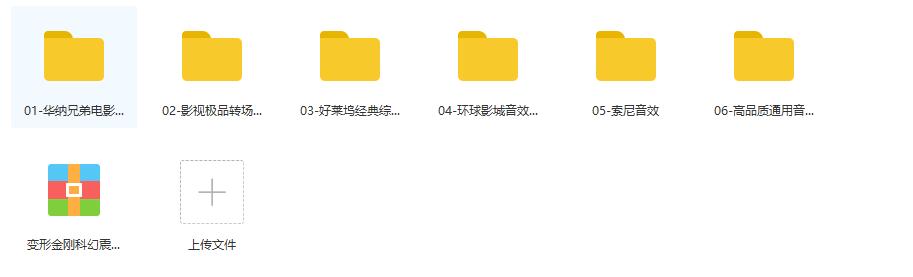 01-华纳兄弟电影...
02-影视极品转场...
03-好莱坞经典综...
04-环球影城音效...
05-索尼音效
06-高品质通用音...
变形金刚科幻震...
上传文件